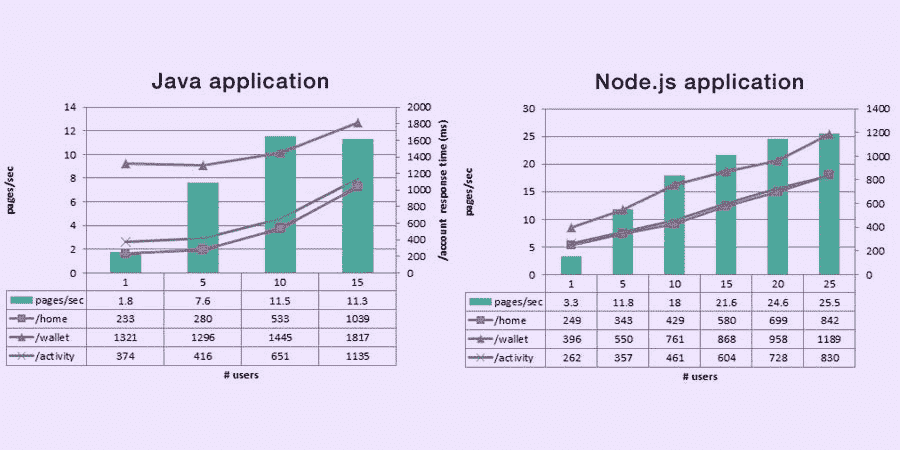 Java application
14
12
10
8
6
4
2
0
pages/sec
2000
1800
1600
1400
1200
1000
800
600
400
200
0
/account response time (ms)
1 5 10 15
pages/sec 1.8 7.6 11.5 11.3
/home 233 280 533 1039
/wallet 1321 1296 1445 1817
/activity 374 416 651 1135
# users
Node.js application
30
25
20
15
10
5
0
pages/sec
1400
1200
1000
800
600
400
200
0
1 5 10 15 20 25
pages/sec 3.3 11.8 18 21.6 24.6 25.5
/home 249 343 429 580 699 842
/wallet 396 550 761 868 958 1189
/activity 262 357 461 604 728 830
# users